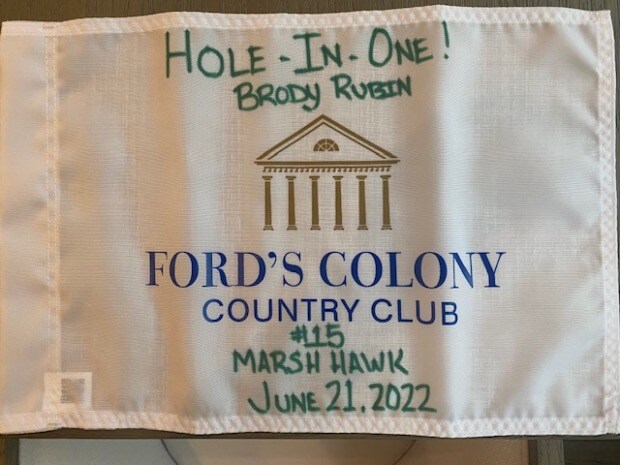 HOLE-IN-ONE!
BRODY RUBIN
FORD'S COLONY
COUNTRY CLUB
#15
MARSH HAWK
JUNE 21, 2022